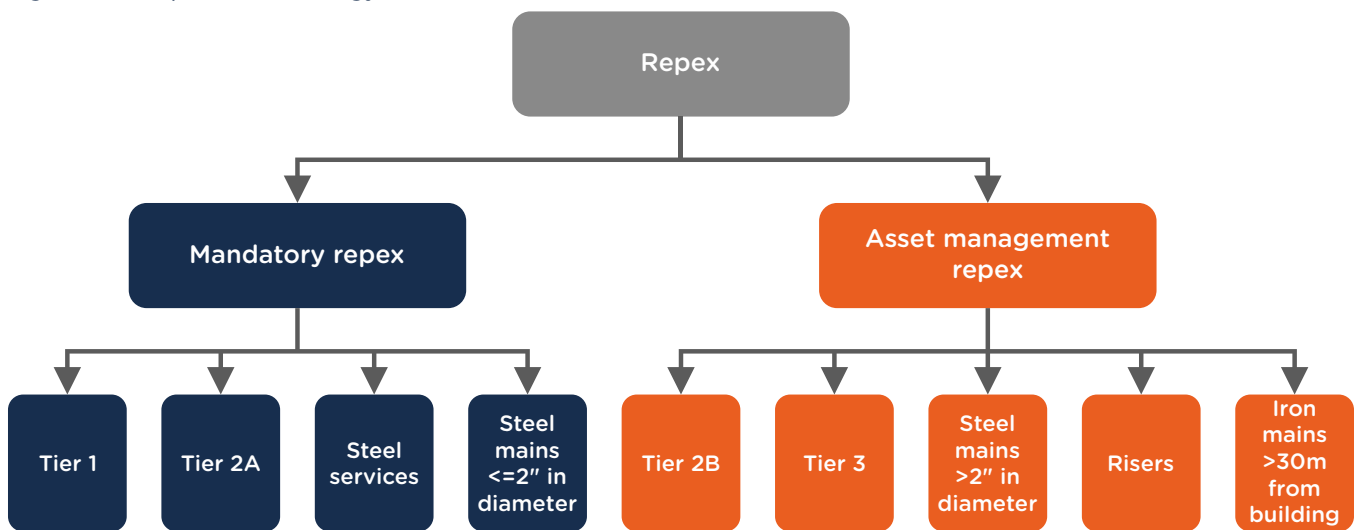 Repex
Mandatory repex
Asset management
repex
Tier 1
Tier 2A
Steel
services
Steel
mains
<=2" in
diameter
Tier 2B
Tier 3
Steel
mains
>2" in
diameter
Risers
Iron
mains
>30m
from
building